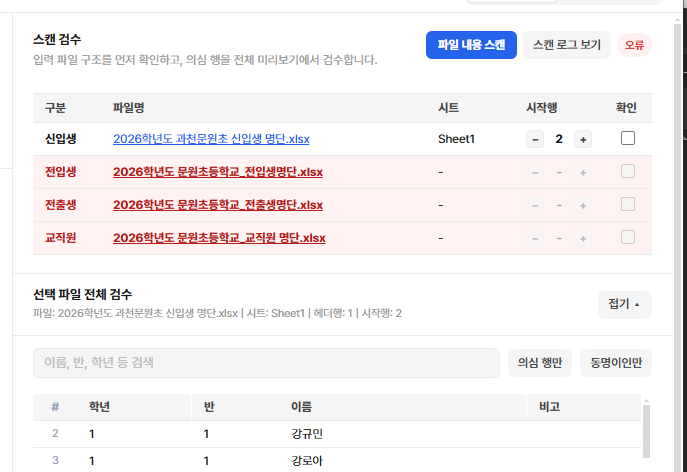 스캔 검수
입력 파일 구조를 먼저 확인하고, 의심 행을 전체 미리보기에서 검수합니다.
파일 내용 스캔
스캔 로그 보기
오류
구분 파일명 시트 시작행 확인
신입생 2026학년도 과천문원초 신입생 명단.xlsx Sheet1 − 2 +
전입생 2026학년도 문원초등학교_전입생명단.xlsx - − - +
전출생 2026학년도 문원초등학교_전출생명단.xlsx - − - +
교직원 2026학년도 문원초등학교_교직원 명단.xlsx - − - +
선택 파일 전체 검수
파일: 2026학년도 과천문원초 신입생 명단.xlsx | 시트: Sheet1 | 헤더행: 1 | 시작행: 2
접기 ▲
이름, 반, 학년 등 검색
의심 행만
동명이인만
# 학년 반 이름 비고
2 1 1 강규민
3 1 1 강로아